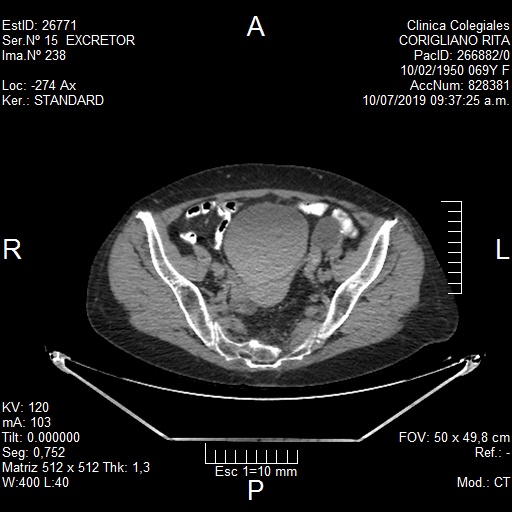 EstID: 26771
Ser.Nº 15 EXCRETOR
Ima.Nº 238
Loc: -274 Ax
Ker.: STANDARD
A
Clinica Colegiales
CORIGLIANO RITA
PacID: 266882/0
10/02/1950 069Y F
AccNum: 828381
10/07/2019 09:37:25 a.m.
R
L
KV: 120
mA: 103
Tilt: 0.000000
Seg: 0,752
Matriz 512 x 512 Thk: 1,3
W:400 L:40
Esc 1=10 mm
P
FOV: 50 x 49,8 cm
Ref.: -
Mod.: CT